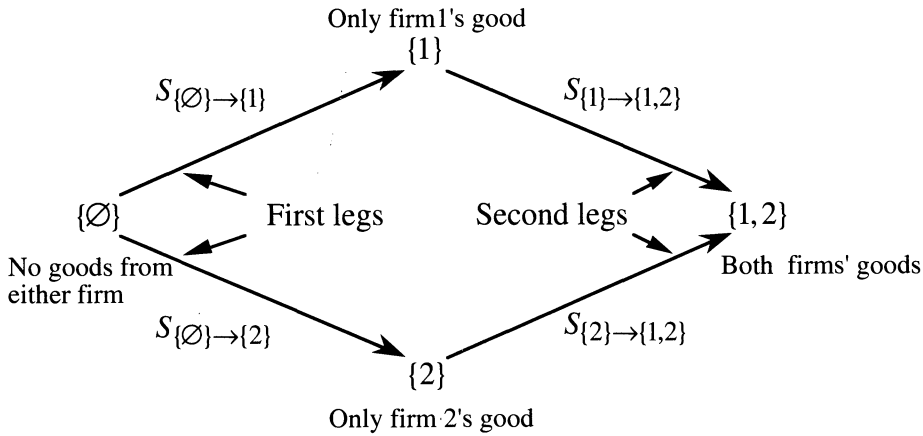 Only firm1's good
{1}
S{∅}→{1}
S{1}→{1,2}
{∅}
First legs
Second legs
{1,2}
No goods from
either firm
Both firms' goods
S{∅}→{2}
S{2}→{1,2}
{2}
Only firm 2's good